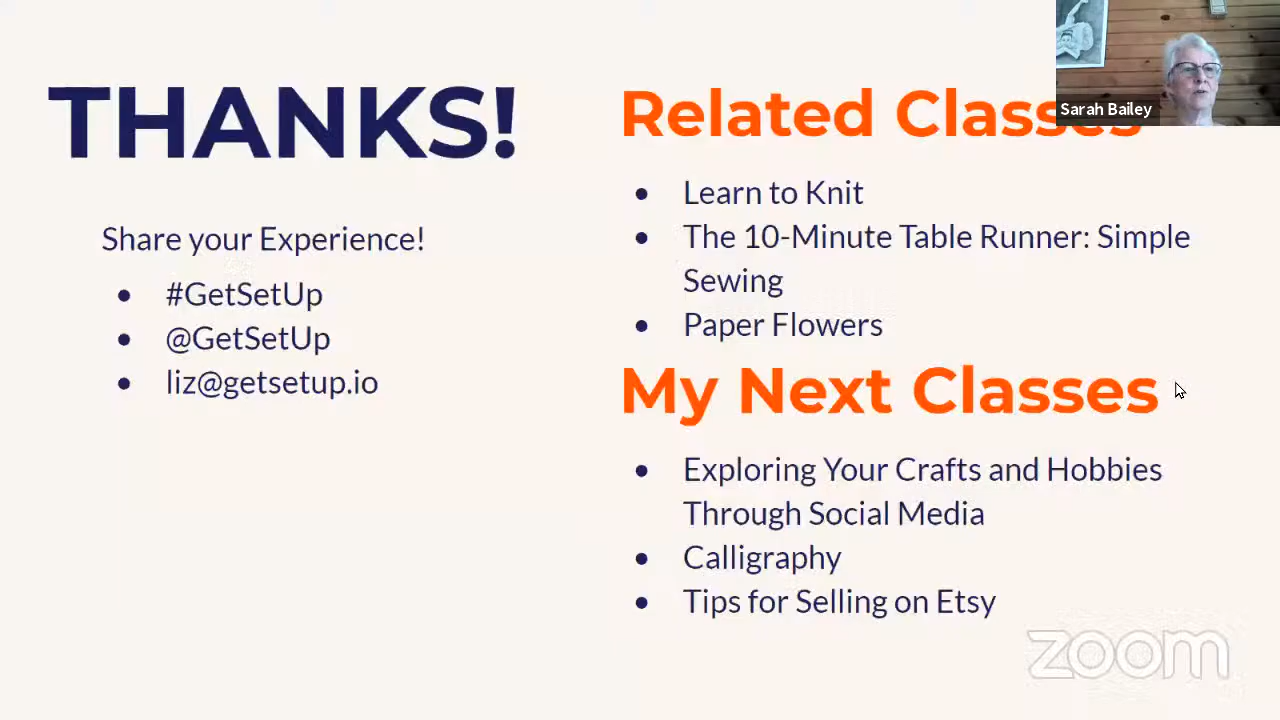 THANKS!
Share your Experience!
#GetSetUp
@GetSetUp
liz@getsetup.io
Related Classes
Learn to Knit
The 10-Minute Table Runner: Simple
Sewing
Paper Flowers
My Next Classes
Exploring Your Crafts and Hobbies
Through Social Media
Calligraphy
Tips for Selling on Etsy
Sarah Bailey
zoom